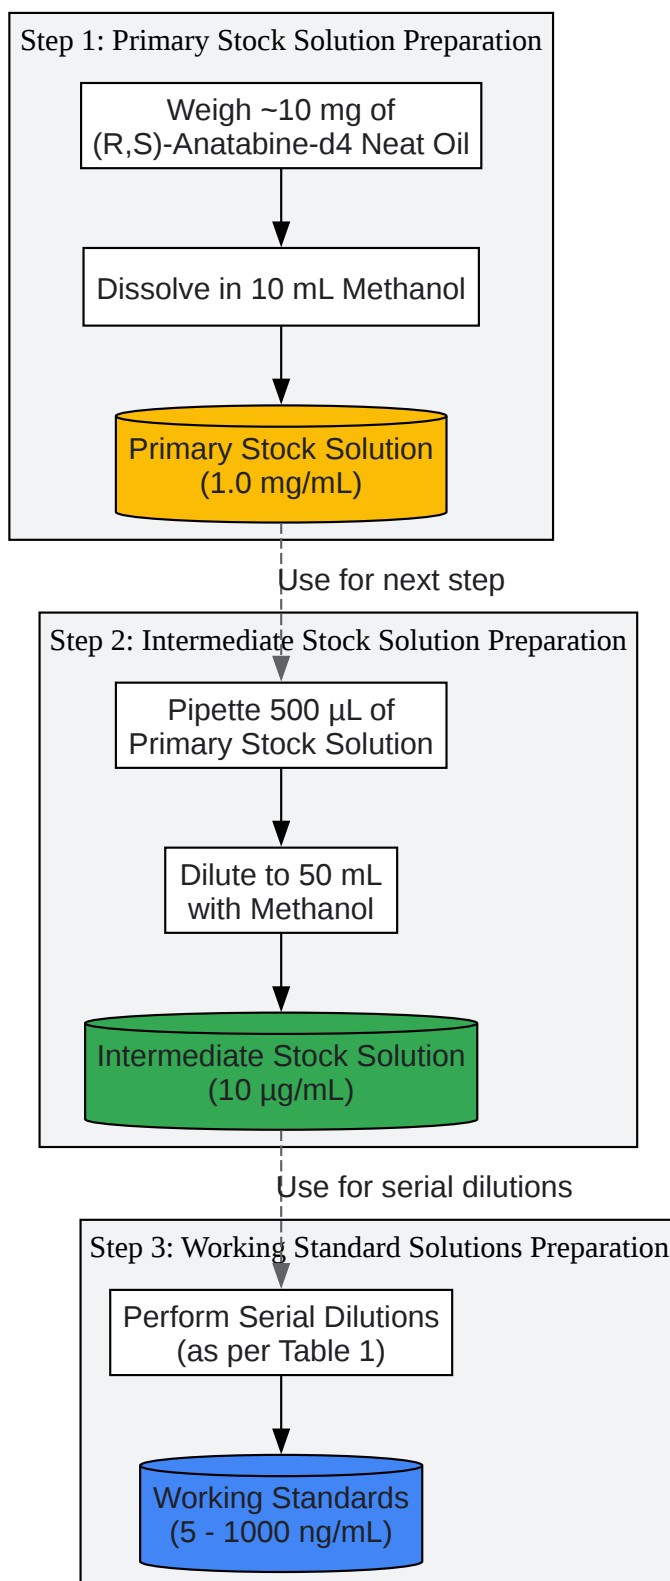 Step 1: Primary Stock Solution Preparation
Weigh ~10 mg of
(R,S)-Anatabine-d4 Neat Oil
Dissolve in 10 mL Methanol
Primary Stock Solution
(1.0 mg/mL)
Use for next step
Step 2: Intermediate Stock Solution Preparation
Pipette 500 µL of
Primary Stock Solution
Dilute to 50 mL
with Methanol
Intermediate Stock Solution
(10 µg/mL)
Use for serial dilutions
Step 3: Working Standard Solutions Preparation
Perform Serial Dilutions
(as per Table 1)
Working Standards
(5 - 1000 ng/mL)